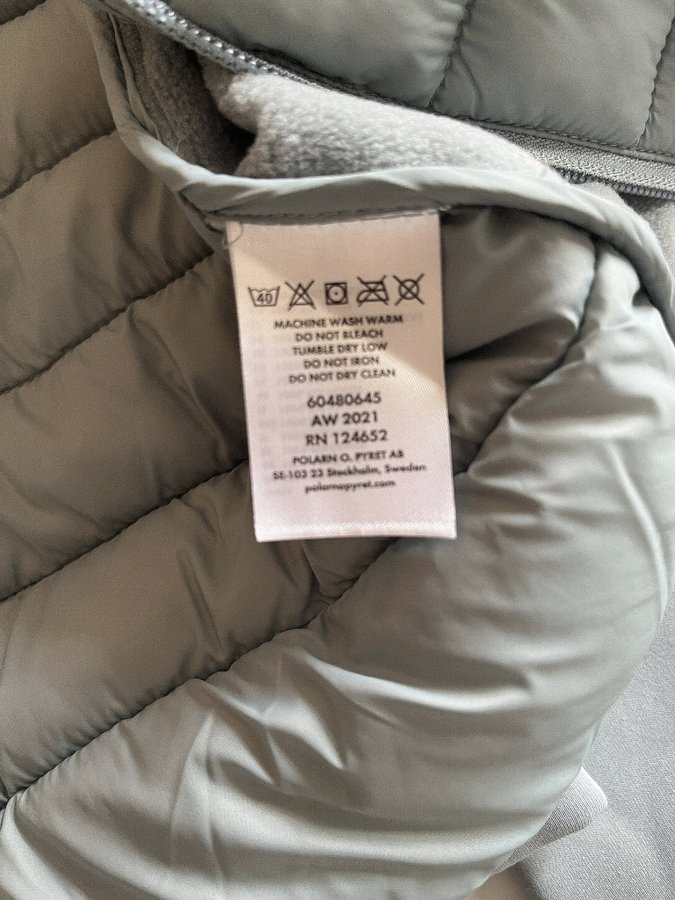 40
MACHINE WASH WARM
DO NOT BLEACH
TUMBLE DRY LOW
DO NOT IRON
DO NOT DRY CLEAN
60480645
AW 2021
RN 124652
POLARN O. PYRET AB
SE-103 23 Stockholm, Sweden
polarnopyret.com